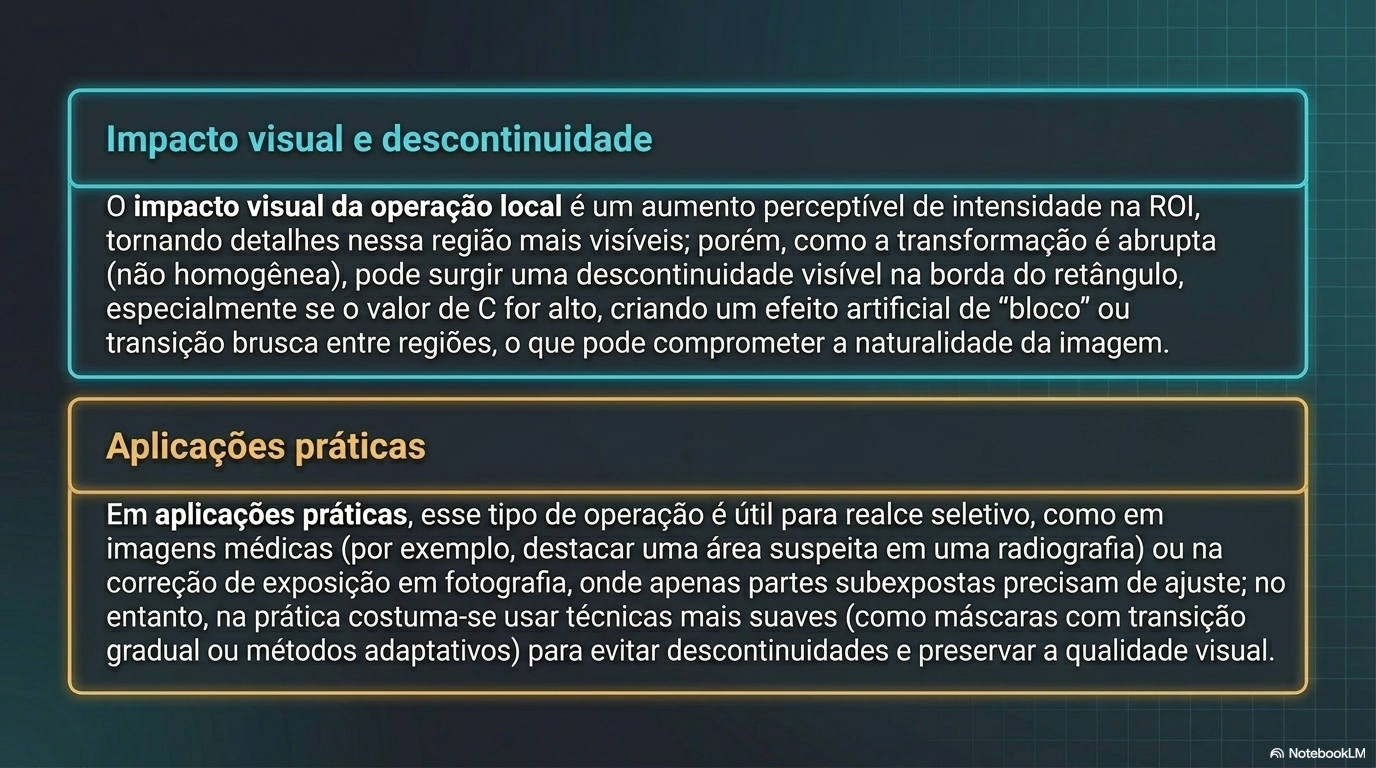 Impacto visual e descontinuidade
O impacto visual da operação local é um aumento perceptível de intensidade na ROI,
tornando detalhes nessa região mais visíveis; porém, como a transformação é abrupta
(não homogênea), pode surgir uma descontinuidade visível na borda do retângulo,
especialmente se o valor de C for alto, criando um efeito artificial de “bloco” ou
transição brusca entre regiões, o que pode comprometer a naturalidade da imagem.
Aplicações práticas
Em aplicações práticas, esse tipo de operação é útil para realce seletivo, como em
imagens médicas (por exemplo, destacar uma área suspeita em uma radiografia) ou na
correção de exposição em fotografia, onde apenas partes subexpostas precisam de ajuste; no
entanto, na prática costuma-se usar técnicas mais suaves (como máscaras com transição
gradual ou métodos adaptativos) para evitar descontinuidades e preservar a qualidade visual.
NotebookLM